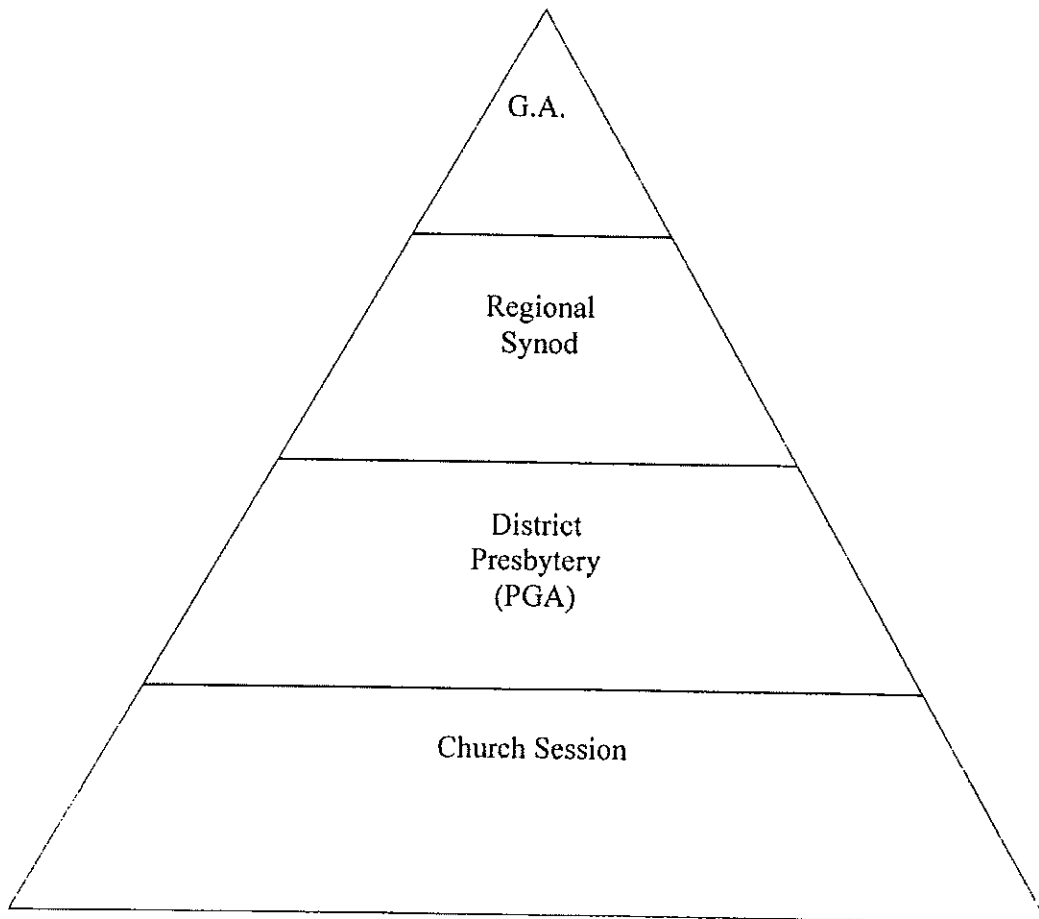 G.A.
Regional
Synod
District
Presbytery
(PGA)
Church Session